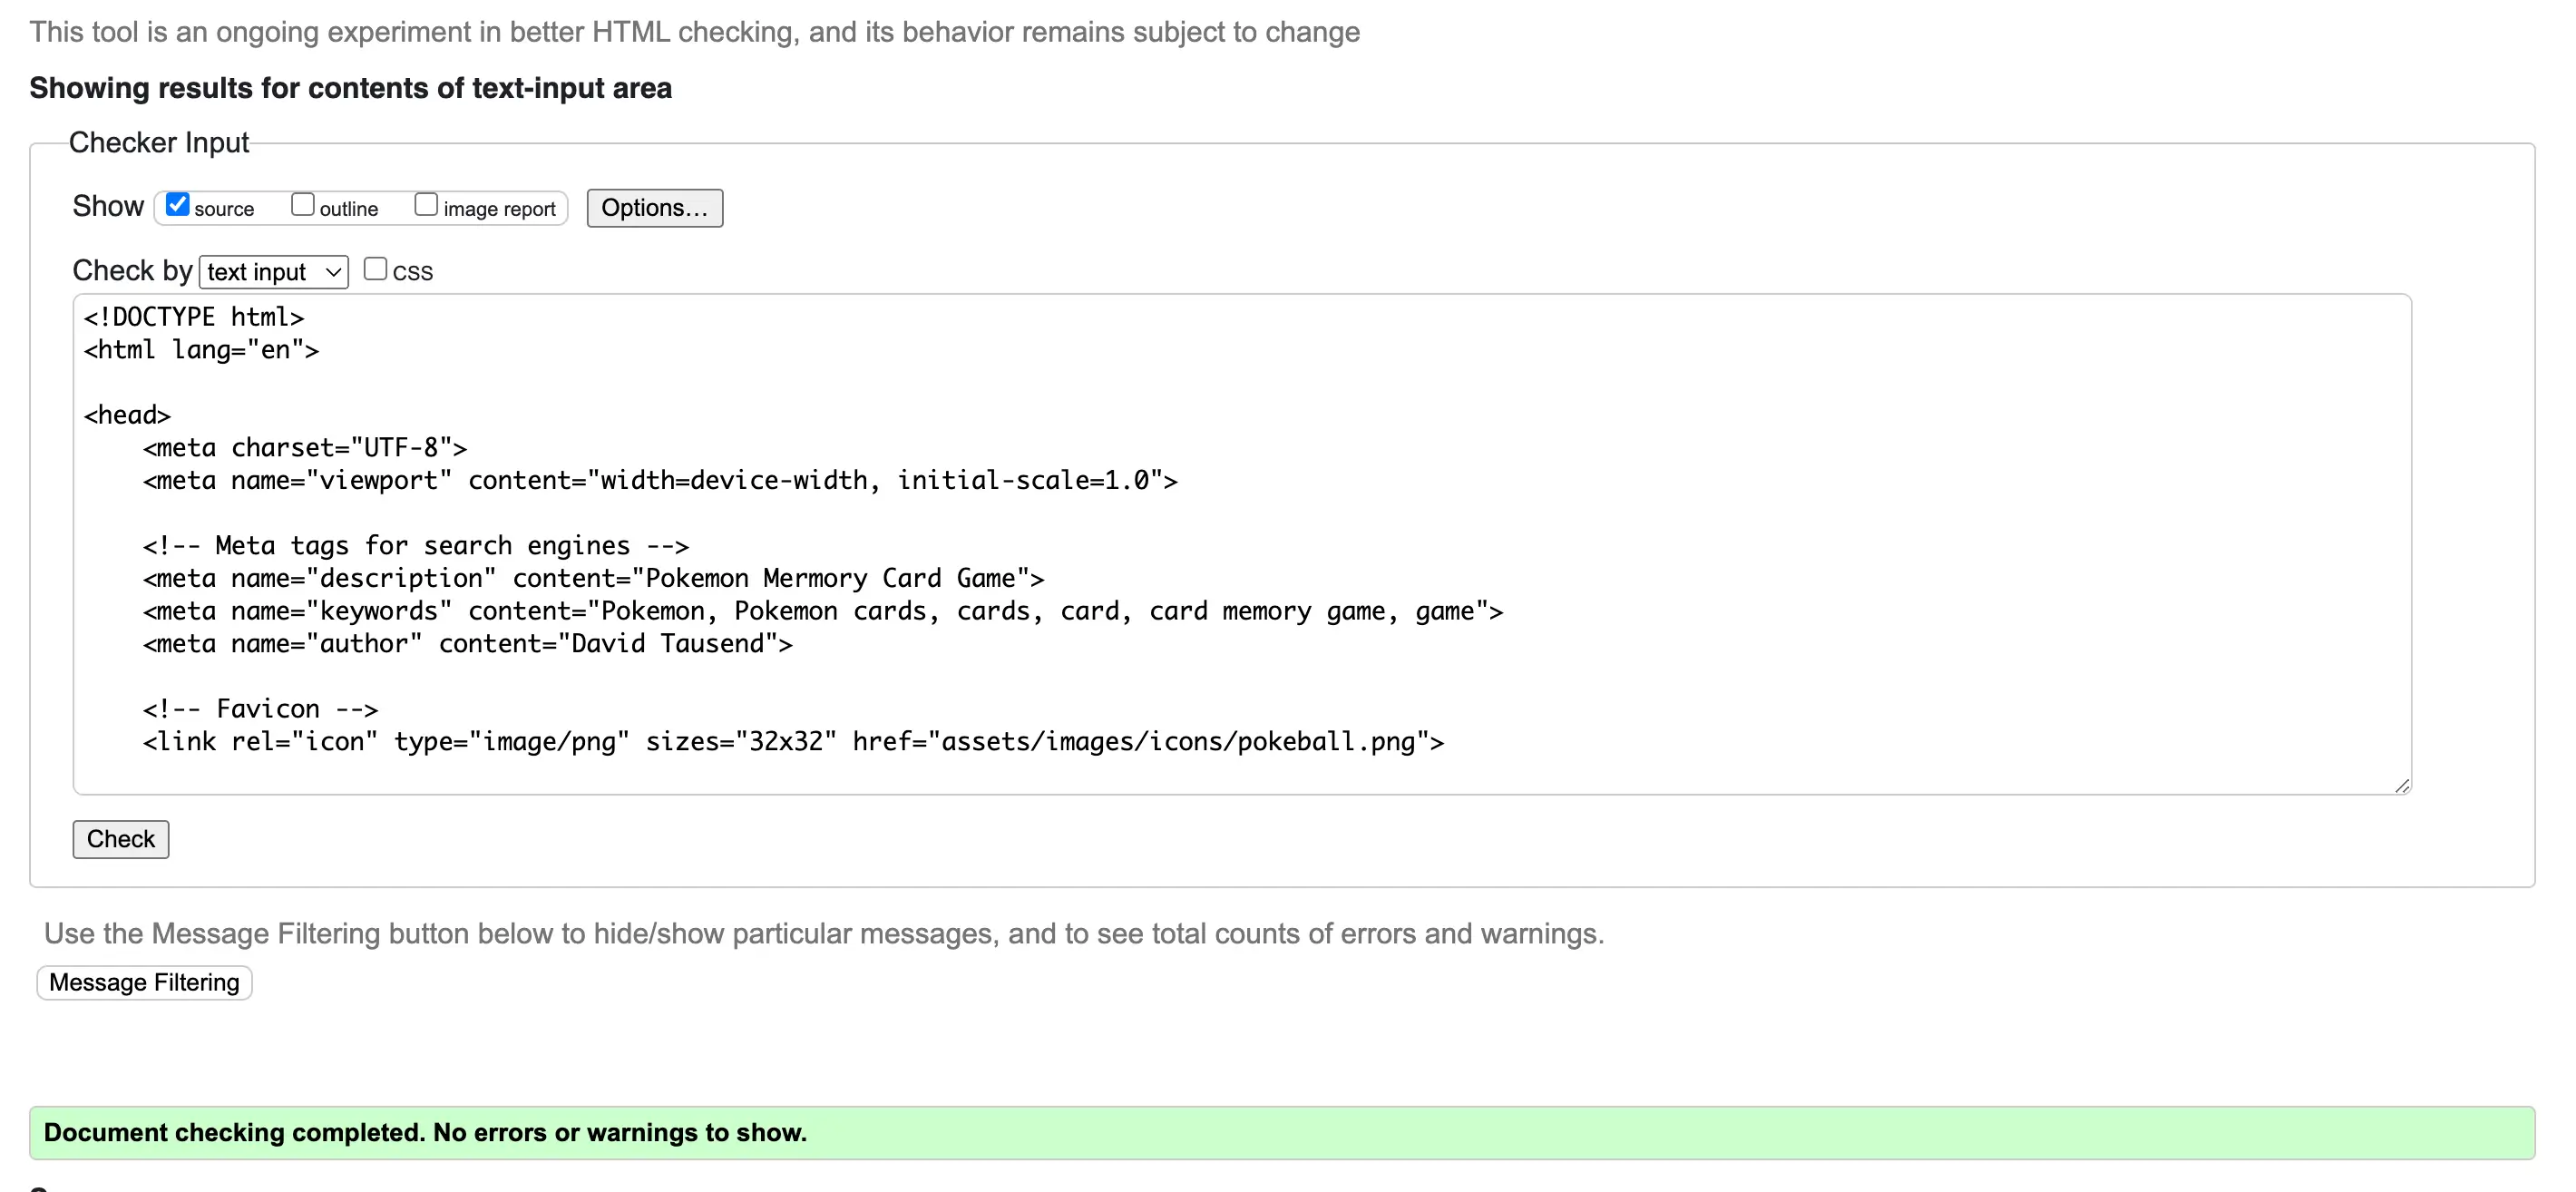 This tool is an ongoing experiment in better HTML checking, and its behavior remains subject to change
Showing results for contents of text-input area
Checker Input
Show source outline image report Options...
Check by text input CSS
<!DOCTYPE html>
<html lang="en">
<head>
    <meta charset="UTF-8">
    <meta name="viewport" content="width=device-width, initial-scale=1.0">
    <!-- Meta tags for search engines -->
    <meta name="description" content="Pokemon Mermory Card Game">
    <meta name="keywords" content="Pokemon, Pokemon cards, cards, card, card memory game, game">
    <meta name="author" content="David Tausend">
    <!-- Favicon -->
    <link rel="icon" type="image/png" sizes="32x32" href="assets/images/icons/pokeball.png">
Check
Use the Message Filtering button below to hide/show particular messages, and to see total counts of errors and warnings.
Message Filtering
Document checking completed. No errors or warnings to show.